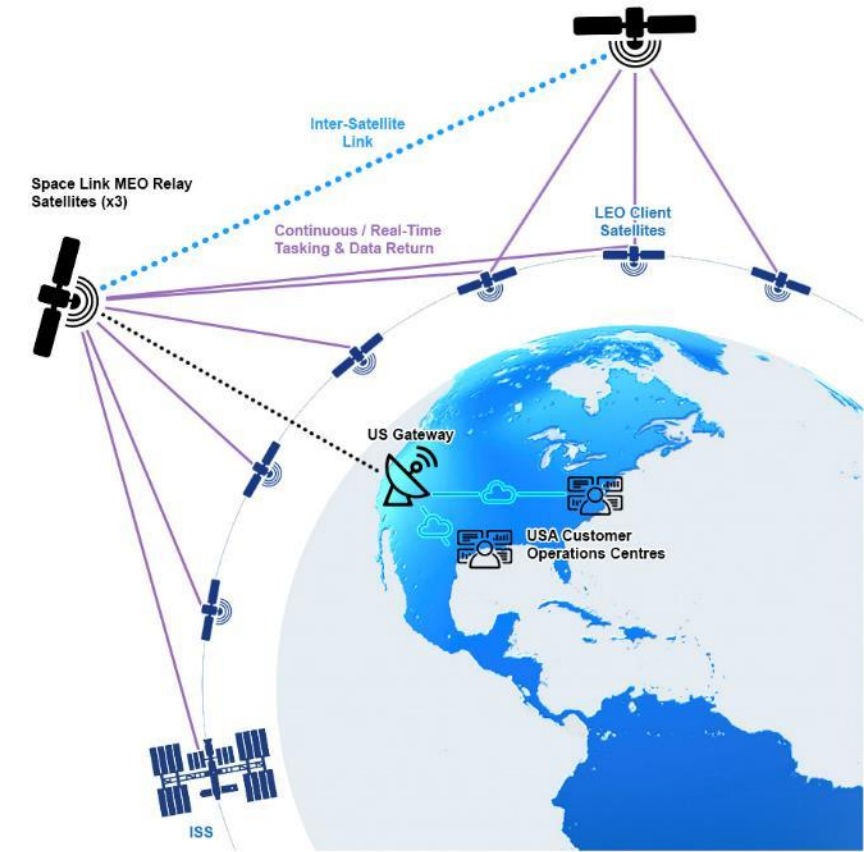 Inter-Satellite
Link
Space Link MEO Relay
Satellites (x3)
Continuous / Real-Time
Tasking & Data Return
LEO Client
Satellites
US Gateway
USA Customer
Operations Centres
ISS